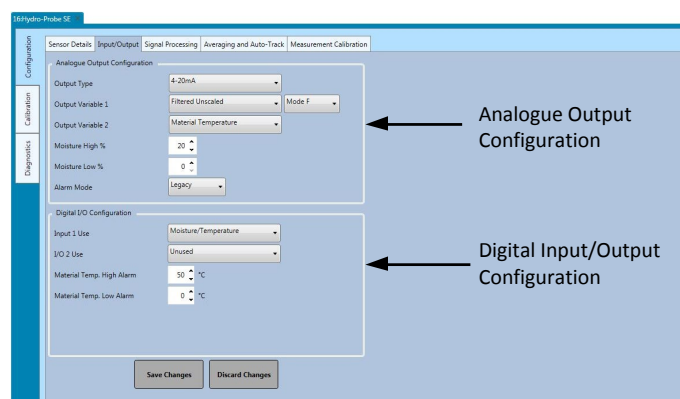 16:Hydro-Probe SE
Configuration
Calibration
Diagnostics
Sensor Details Input/Output Signal Processing Averaging and Auto-Track Measurement Calibration
Analogue Output Configuration
Output Type 4-20mA
Output Variable 1 Filtered Unscaled Mode F
Output Variable 2 Material Temperature
Moisture High % 20
Moisture Low % 0
Alarm Mode Legacy
Analogue Output
Configuration
Digital I/O Configuration
Input 1 Use Moisture/Temperature
I/O 2 Use Unused
Material Temp. High Alarm 50 °C
Material Temp. Low Alarm 0 °C
Digital Input/Output
Configuration
Save Changes Discard Changes